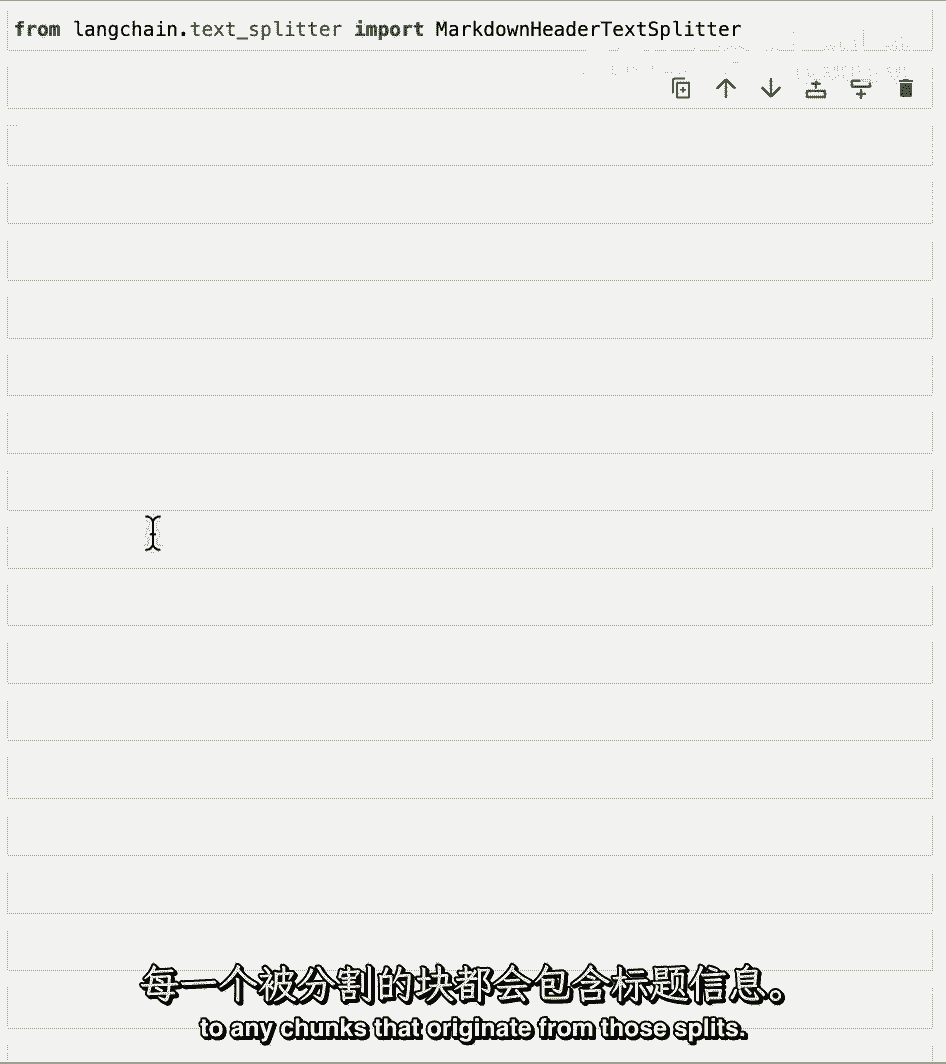 from langchain.text_splitter import MarkdownHeaderTextSplitter
每一个被分割的块都会包含标题信息。
to any chunks that originate from those splits.